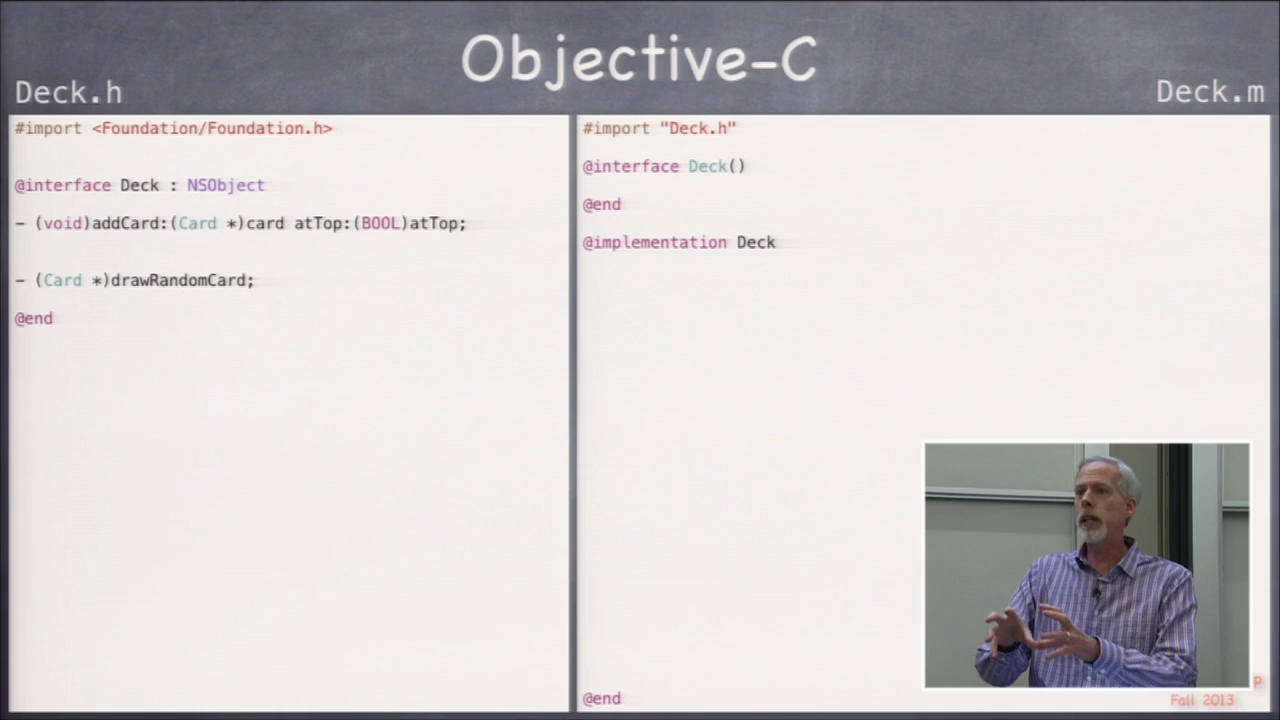 Objective-C
Deck.h
Deck.m
#import <Foundation/Foundation.h>
@interface Deck : NSObject
- (void)addCard:(Card *)card atTop:(BOOL)atTop;
- (Card *)drawRandomCard;
@end
#import "Deck.h"
@interface Deck()
@end
@implementation Deck
@end
Fall 2013